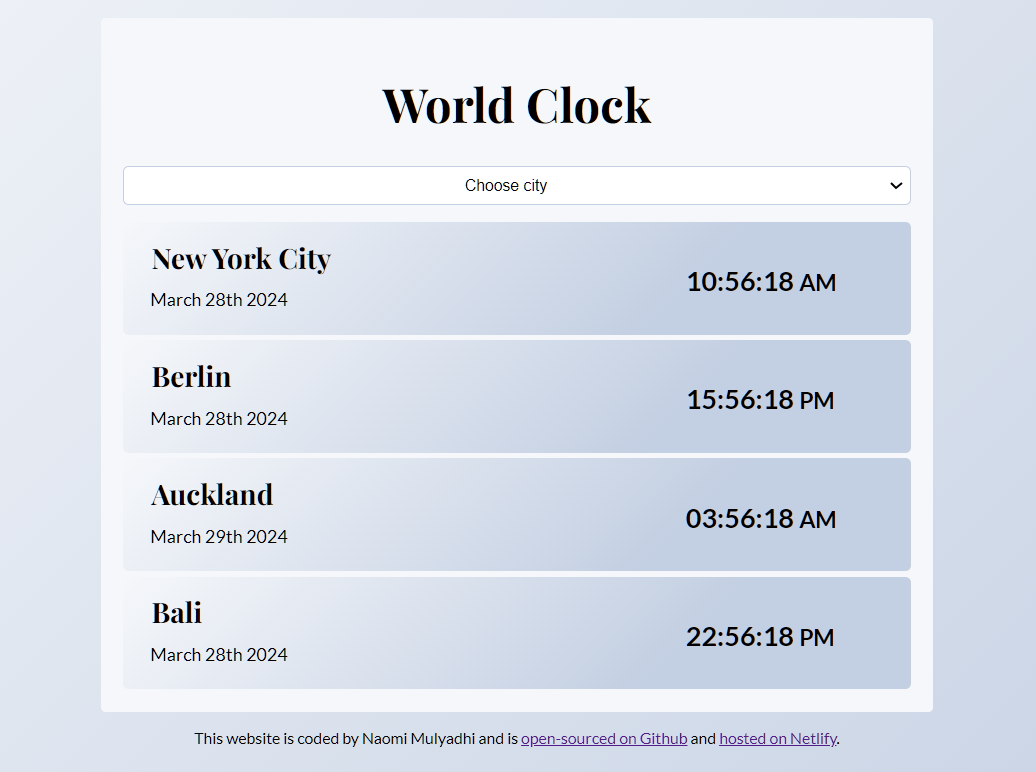 World Clock
Choose city
New York City
March 28th 2024
10:56:18 AM
Berlin
March 28th 2024
15:56:18 PM
Auckland
March 29th 2024
03:56:18 AM
Bali
March 28th 2024
22:56:18 PM
This website is coded by Naomi Mulyadhi and is open-sourced on Github and hosted on Netlify.